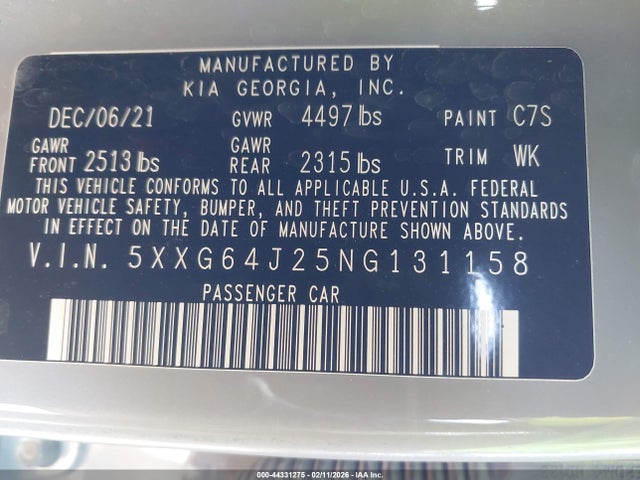 MANUFACTURED BY
KIA GEORGIA, INC.
DEC/06/21 GVWR 4497 lbs PAINT C7S
GAWR FRONT 2513 lbs GAWR REAR 2315 lbs TRIM WK
THIS VEHICLE CONFORMS TO ALL APPLICABLE U.S.A. FEDERAL
MOTOR VEHICLE SAFETY, BUMPER, AND THEFT PREVENTION STANDARDS
IN EFFECT ON THE DATE OF MANUFACTURE SHOWN ABOVE.
V.I.N. 5XXG64J25NG131158
PASSENGER CAR
000-44331275 - 02/11/2026 - IAA Inc.